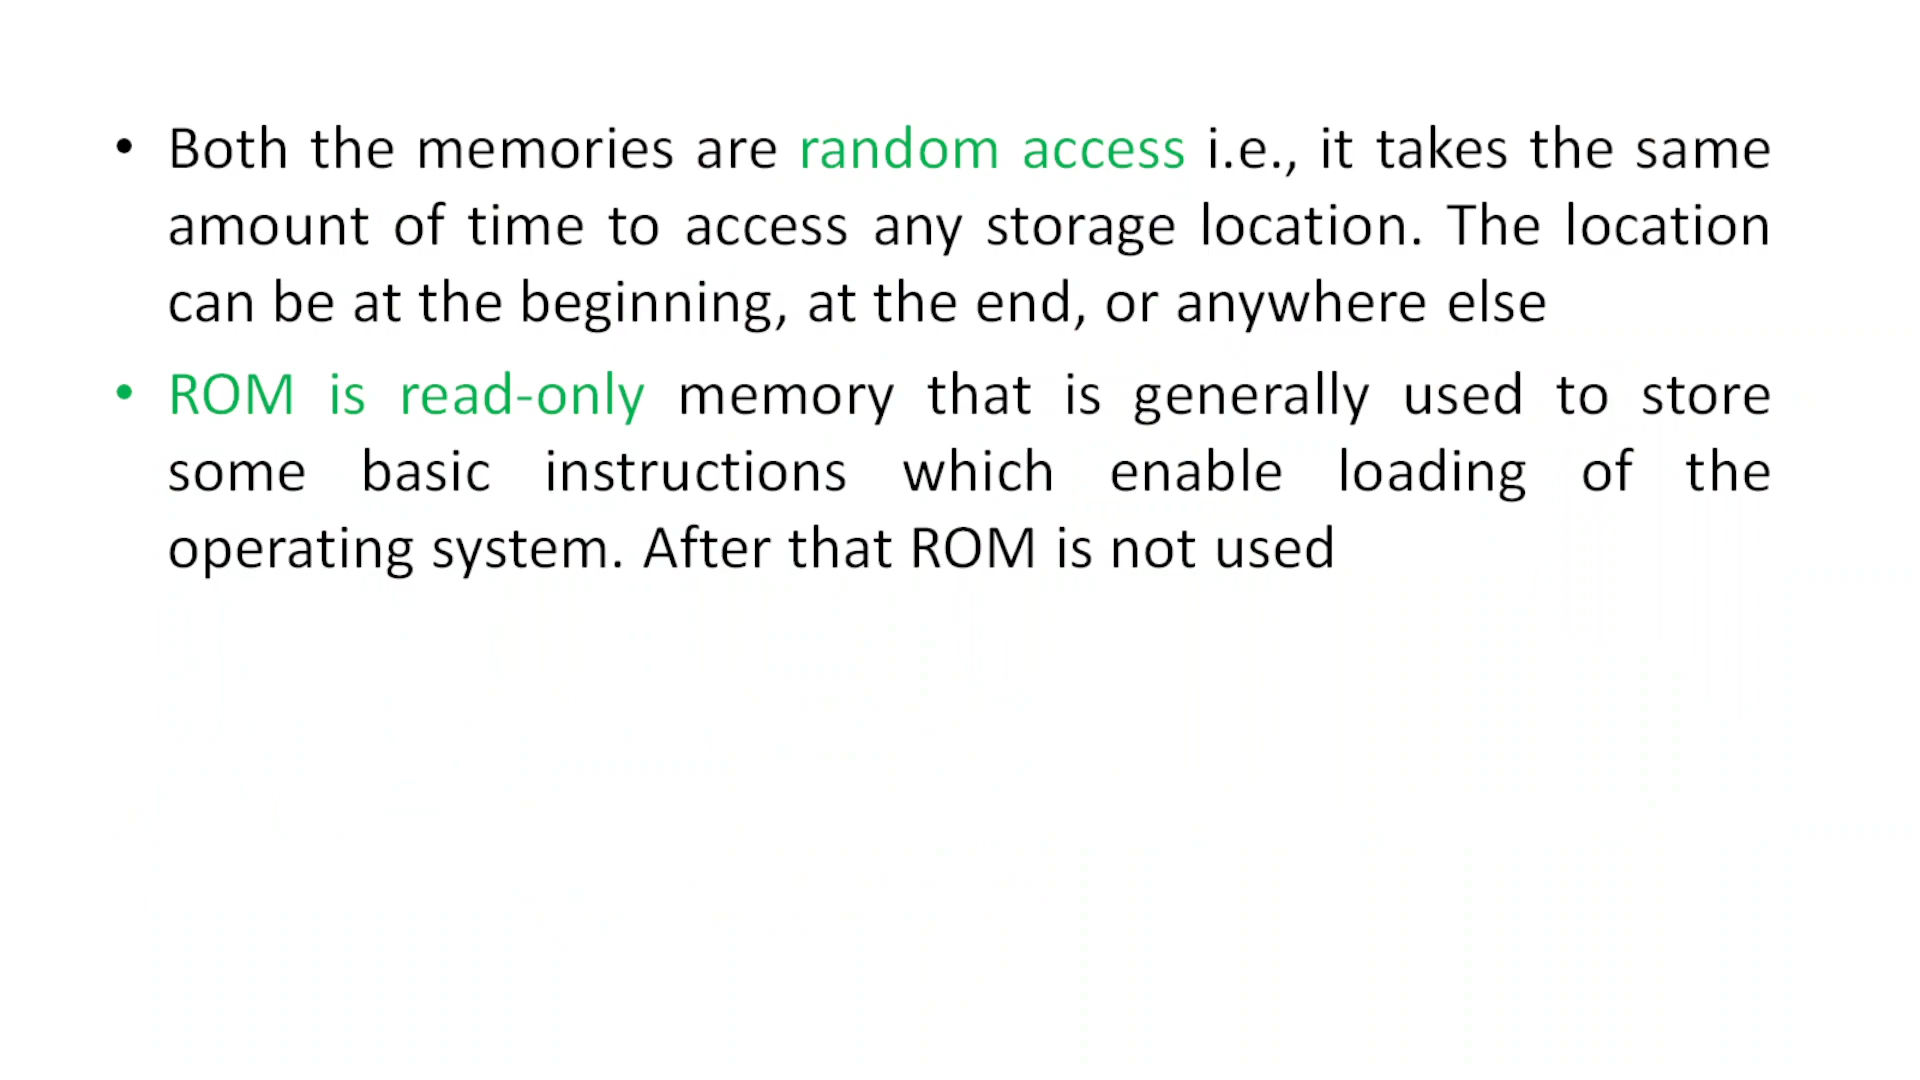 • Both the memories are random access i.e., it takes the same
amount of time to access any storage location. The location
can be at the beginning, at the end, or anywhere else
• ROM is read-only memory that is generally used to store
some basic instructions which enable loading of the
operating system. After that ROM is not used